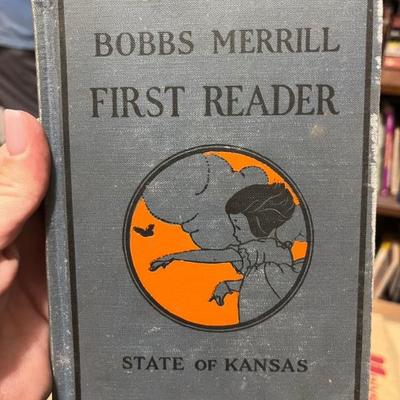 BOBBS MERRILL
FIRST READER
STATE OF KANSAS